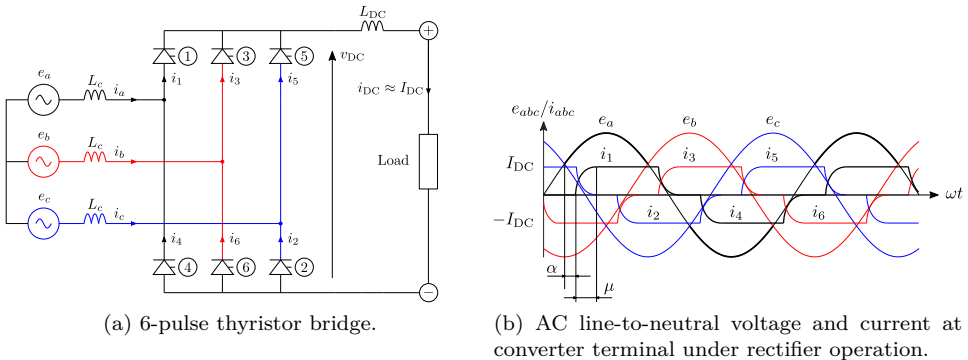 L_DC
+
① ③ ⑤
v_DC
i_1 i_3 i_5
e_a L_c i_a
i_DC ≈ I_DC
e_b L_c i_b
Load
e_c L_c i_c
i_4 i_6 i_2
④ ⑥ ②
−
(a) 6-pulse thyristor bridge.
e_abc/i_abc
e_a e_b e_c
I_DC i_1 i_3 i_5
ωt
−I_DC i_2 i_4 i_6
α
μ
(b) AC line-to-neutral voltage and current at
converter terminal under rectifier operation.